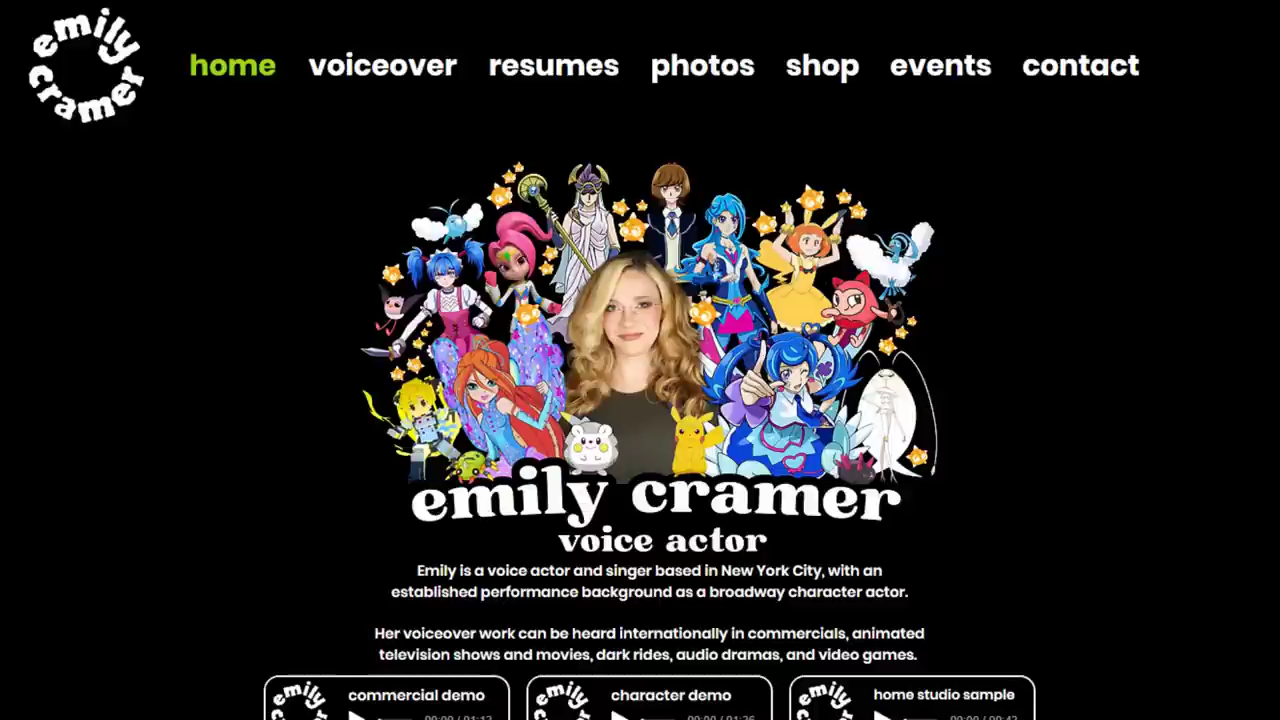 emily cramer
home voiceover resumes photos shop events contact
emily cramer
voice actor
Emily is a voice actor and singer based in New York City, with an
established performance background as a broadway character actor.
Her voiceover work can be heard internationally in commercials, animated
television shows and movies, dark rides, audio dramas, and video games.
emily commercial demo
emily character demo
emily home studio sample